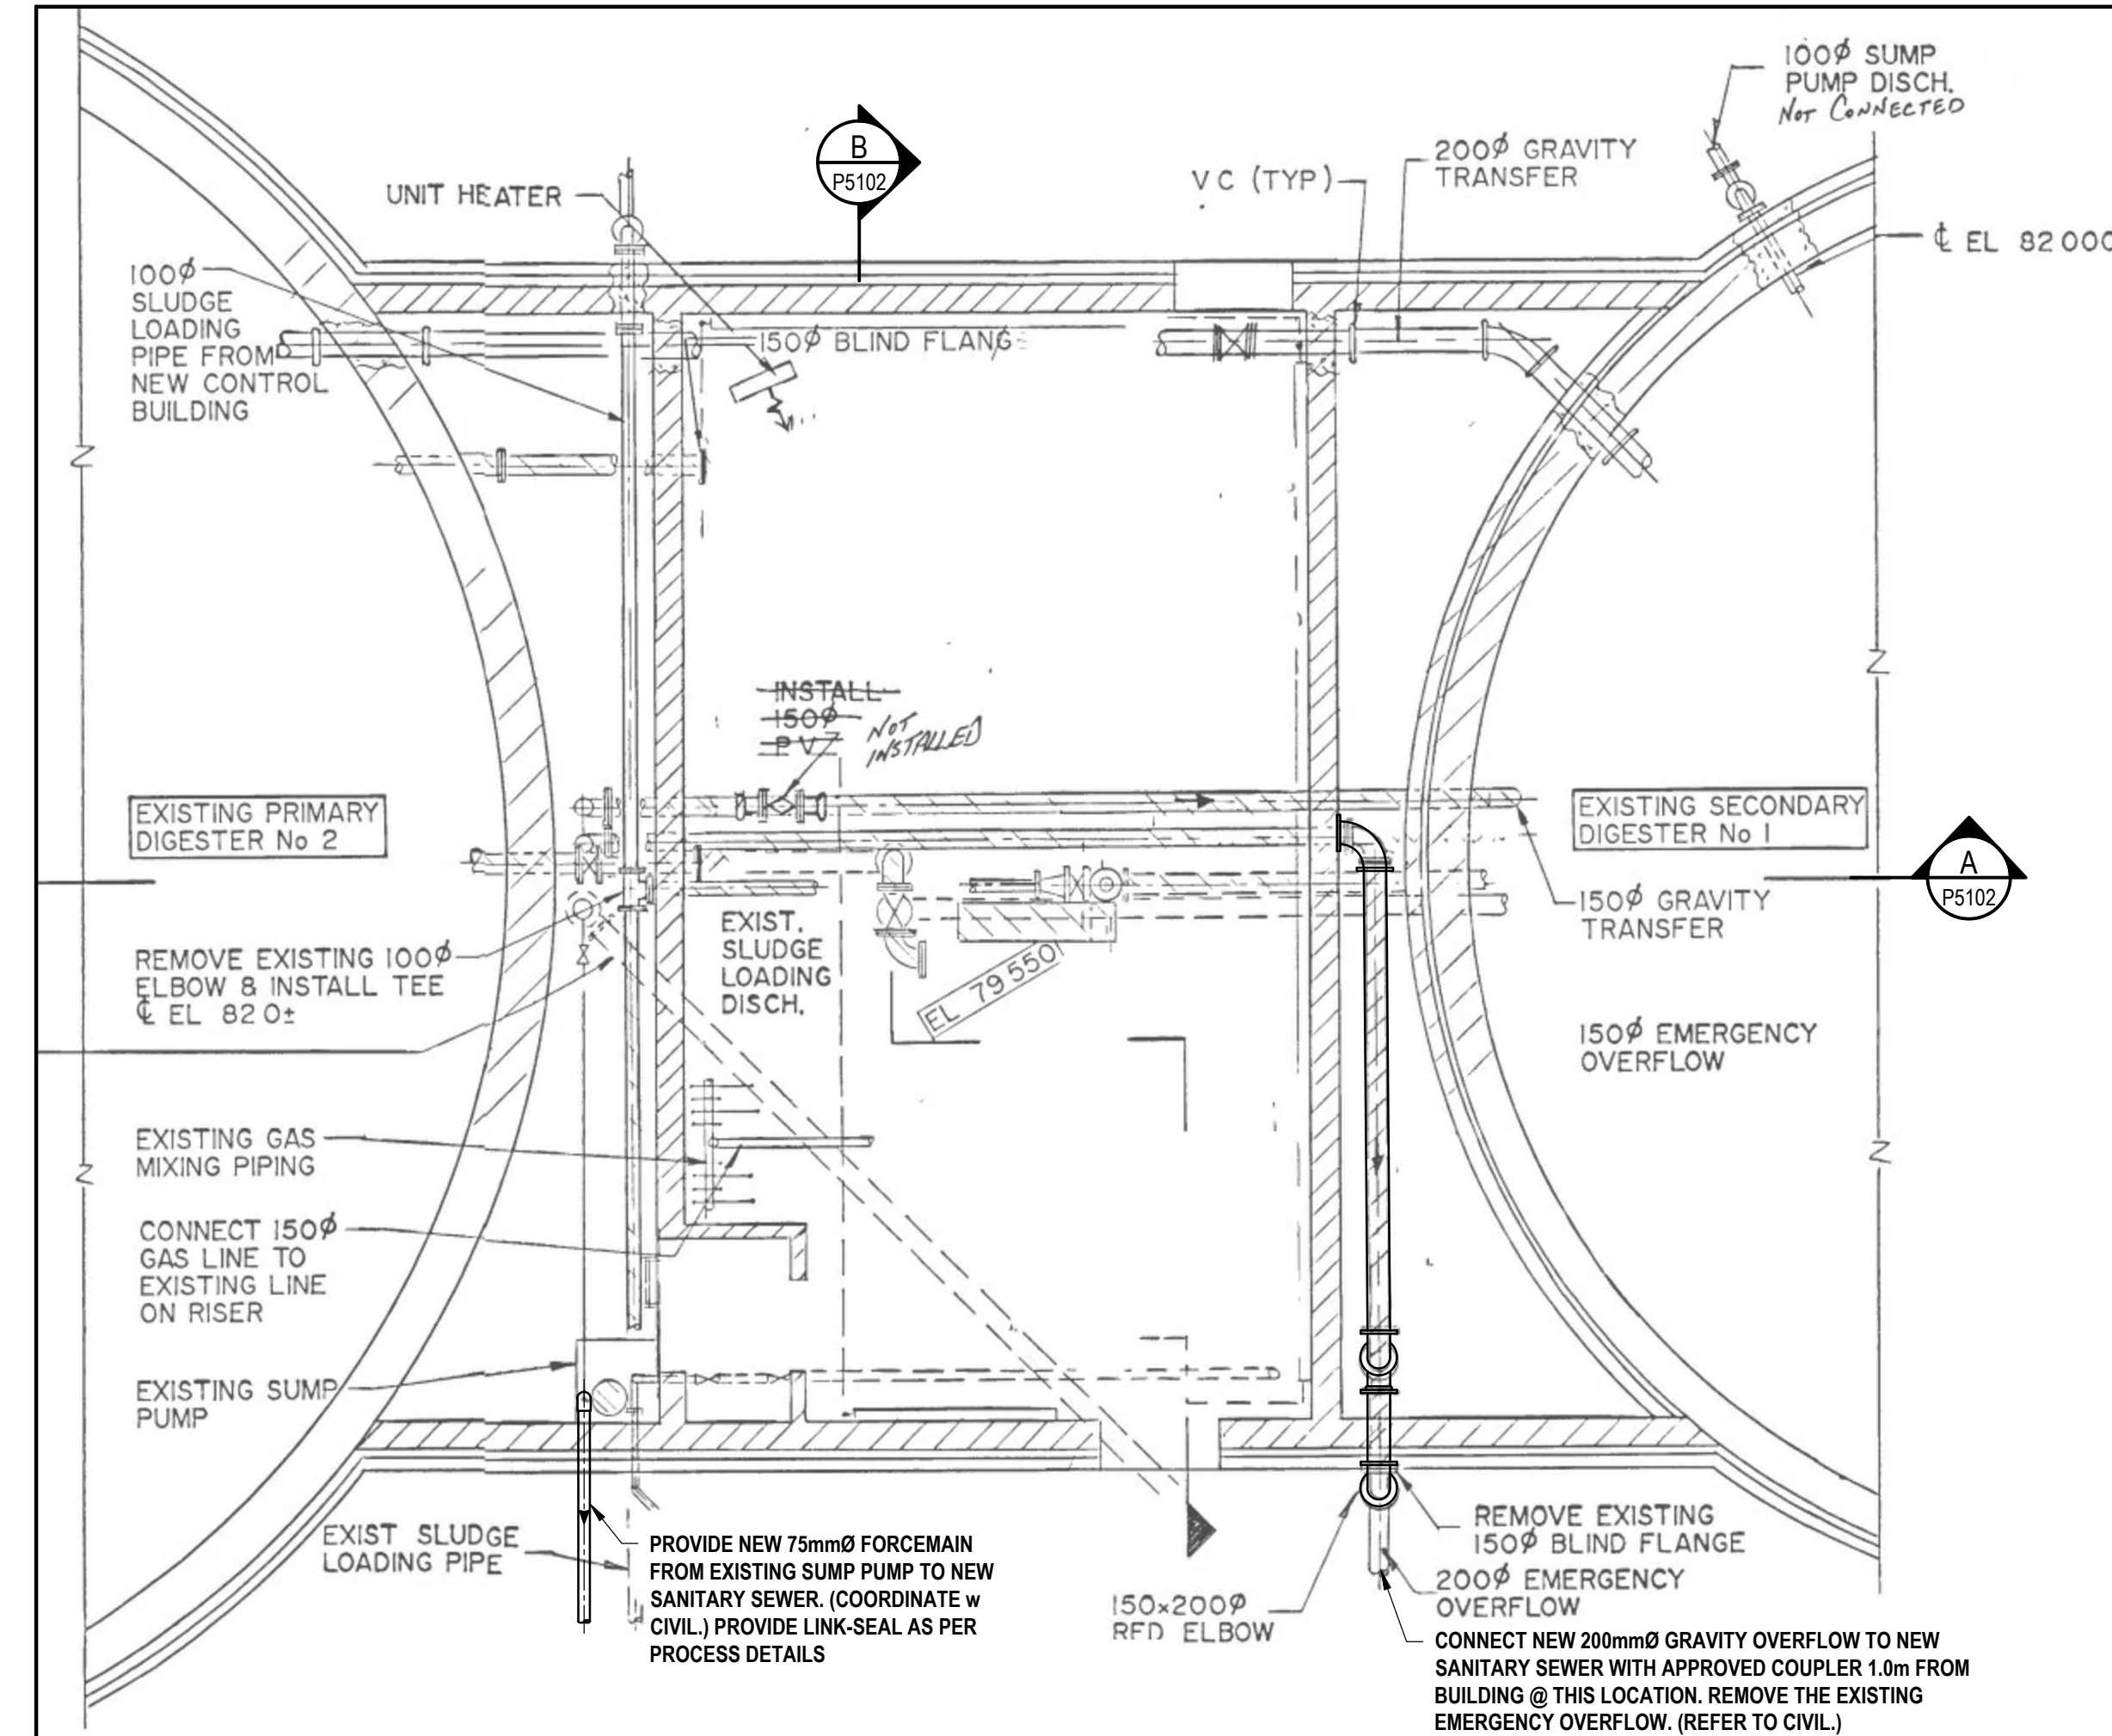 100Ø SUMP
PUMP DISCH.
NOT CONNECTED
B
P5102
200Ø GRAVITY
TRANSFER
V C (TYP)
UNIT HEATER
℄ EL 82 000
100Ø
SLUDGE
LOADING
PIPE FROM
NEW CONTROL
BUILDING
150Ø BLIND FLANGE
INSTALL
150Ø
P V
NOT
INSTALLED
EXISTING PRIMARY
DIGESTER No 2
EXISTING SECONDARY
DIGESTER No 1
A
P5102
150Ø GRAVITY
TRANSFER
EXIST.
SLUDGE
LOADING
DISCH.
EL 79 550
REMOVE EXISTING 100Ø
ELBOW & INSTALL TEE
℄ EL 82 0±
150Ø EMERGENCY
OVERFLOW
EXISTING GAS
MIXING PIPING
CONNECT 150Ø
GAS LINE TO
EXISTING LINE
ON RISER
EXISTING SUMP
PUMP
EXIST SLUDGE
LOADING PIPE
PROVIDE NEW 75mmØ FORCEMAIN
FROM EXISTING SUMP PUMP TO NEW
SANITARY SEWER. (COORDINATE w
CIVIL.) PROVIDE LINK-SEAL AS PER
PROCESS DETAILS
150x200Ø
RED ELBOW
REMOVE EXISTING
150Ø BLIND FLANGE
200Ø EMERGENCY
OVERFLOW
CONNECT NEW 200mmØ GRAVITY OVERFLOW TO NEW
SANITARY SEWER WITH APPROVED COUPLER 1.0m FROM
BUILDING @ THIS LOCATION. REMOVE THE EXISTING
EMERGENCY OVERFLOW. (REFER TO CIVIL.)